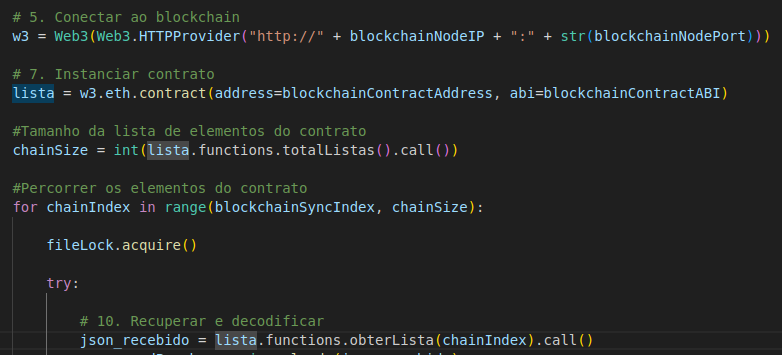 # 5. Conectar ao blockchain
w3 = Web3(Web3.HTTPProvider("http://" + blockchainNodeIP + ":" + str(blockchainNodePort)))
# 7. Instanciar contrato
lista = w3.eth.contract(address=blockchainContractAddress, abi=blockchainContractABI)
#Tamanho da lista de elementos do contrato
chainSize = int(lista.functions.totalListas().call())
#Percorrer os elementos do contrato
for chainIndex in range(blockchainSyncIndex, chainSize):
fileLock.acquire()
try:
# 10. Recuperar e decodificar
json_recebido = lista.functions.obterLista(chainIndex).call()